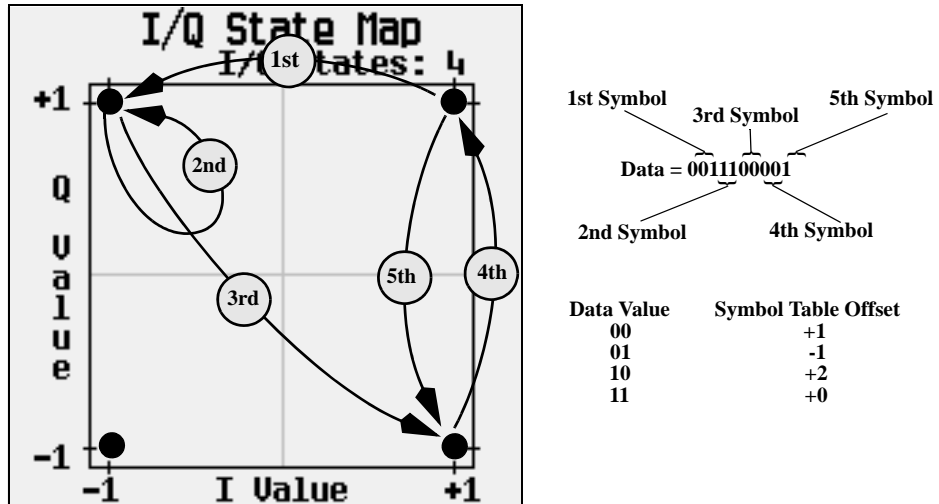 I/Q State Map
I/Q States: 4
1st
+1
2nd
Q Value
5th
4th
3rd
-1
-1
I Value
+1
1st Symbol
5th Symbol
3rd Symbol
Data = 0011100001
2nd Symbol
4th Symbol
Data Value Symbol Table Offset
00 +1
01 -1
10 +2
11 +0